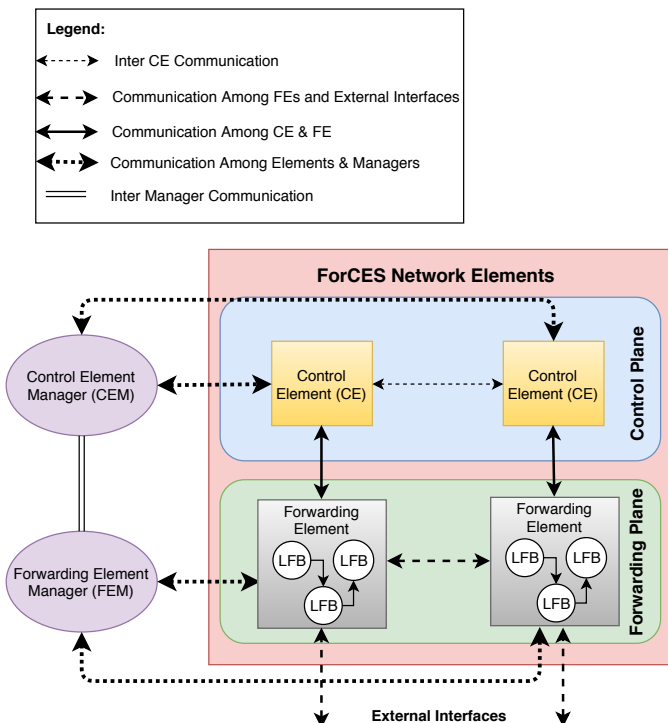 Legend:
Inter CE Communication
Communication Among FEs and External Interfaces
Communication Among CE & FE
Communication Among Elements & Managers
Inter Manager Communication
ForCES Network Elements
Control Plane
Control Element
Manager (CEM)
Control
Element (CE)
Control
Element (CE)
Forwarding Plane
Forwarding Element
Manager (FEM)
Forwarding
Element
LFB
LFB
LFB
Forwarding
Element
LFB
LFB
LFB
External Interfaces